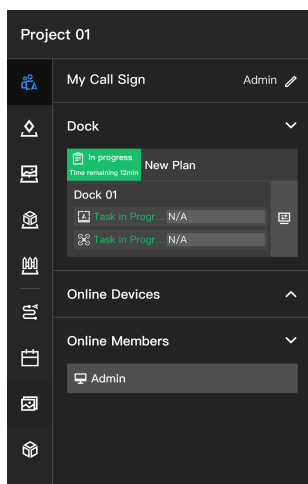 Project 01
My Call Sign Admin
Dock
In progress
Time remaining 12min
New Plan
Dock 01
Task in Progr... N/A
Task in Progr... N/A
Online Devices
Online Members
Admin